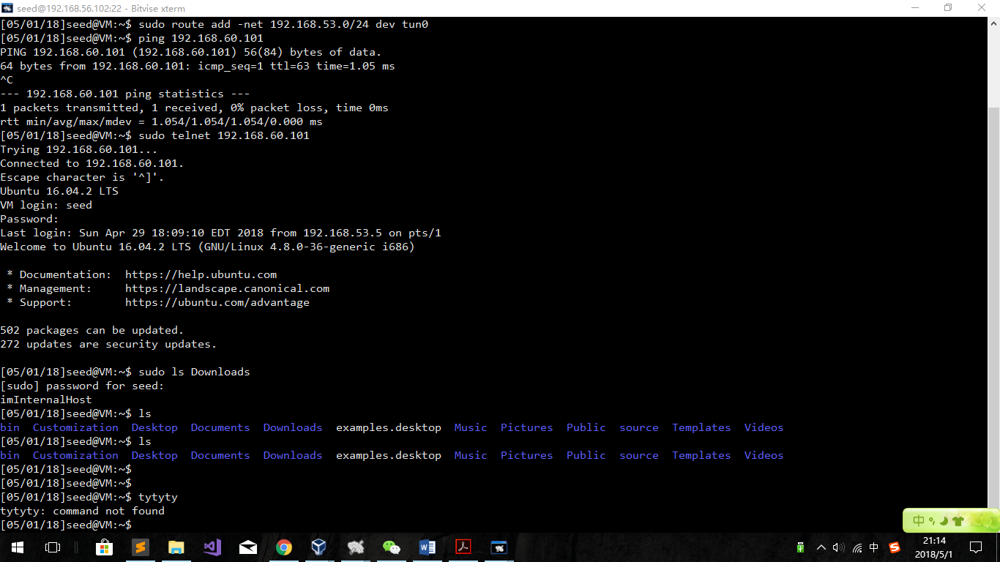 seed@192.168.56.102:22 - Bitvise xterm
[05/01/18]seed@VM:~$ sudo route add -net 192.168.53.0/24 dev tun0
[05/01/18]seed@VM:~$ ping 192.168.60.101
PING 192.168.60.101 (192.168.60.101) 56(84) bytes of data.
64 bytes from 192.168.60.101: icmp_seq=1 ttl=63 time=1.05 ms
^C
--- 192.168.60.101 ping statistics ---
1 packets transmitted, 1 received, 0% packet loss, time 0ms
rtt min/avg/max/mdev = 1.054/1.054/1.054/0.000 ms
[05/01/18]seed@VM:~$ sudo telnet 192.168.60.101
Trying 192.168.60.101...
Connected to 192.168.60.101.
Escape character is '^]'.
Ubuntu 16.04.2 LTS
VM login: seed
Password:
Last login: Sun Apr 29 18:09:10 EDT 2018 from 192.168.53.5 on pts/1
Welcome to Ubuntu 16.04.2 LTS (GNU/Linux 4.8.0-36-generic i686)
 * Documentation:  https://help.ubuntu.com
 * Management:     https://landscape.canonical.com
 * Support:        https://ubuntu.com/advantage
502 packages can be updated.
272 updates are security updates.
[05/01/18]seed@VM:~$ sudo ls Downloads
[sudo] password for seed:
imInternalHost
[05/01/18]seed@VM:~$ ls
bin  Customization  Desktop  Documents  Downloads  examples.desktop  Music  Pictures  Public  source  Templates  Videos
[05/01/18]seed@VM:~$ ls
bin  Customization  Desktop  Documents  Downloads  examples.desktop  Music  Pictures  Public  source  Templates  Videos
[05/01/18]seed@VM:~$
[05/01/18]seed@VM:~$
[05/01/18]seed@VM:~$ tytyty
tytyty: command not found
[05/01/18]seed@VM:~$
中
中
21:14
2018/5/1